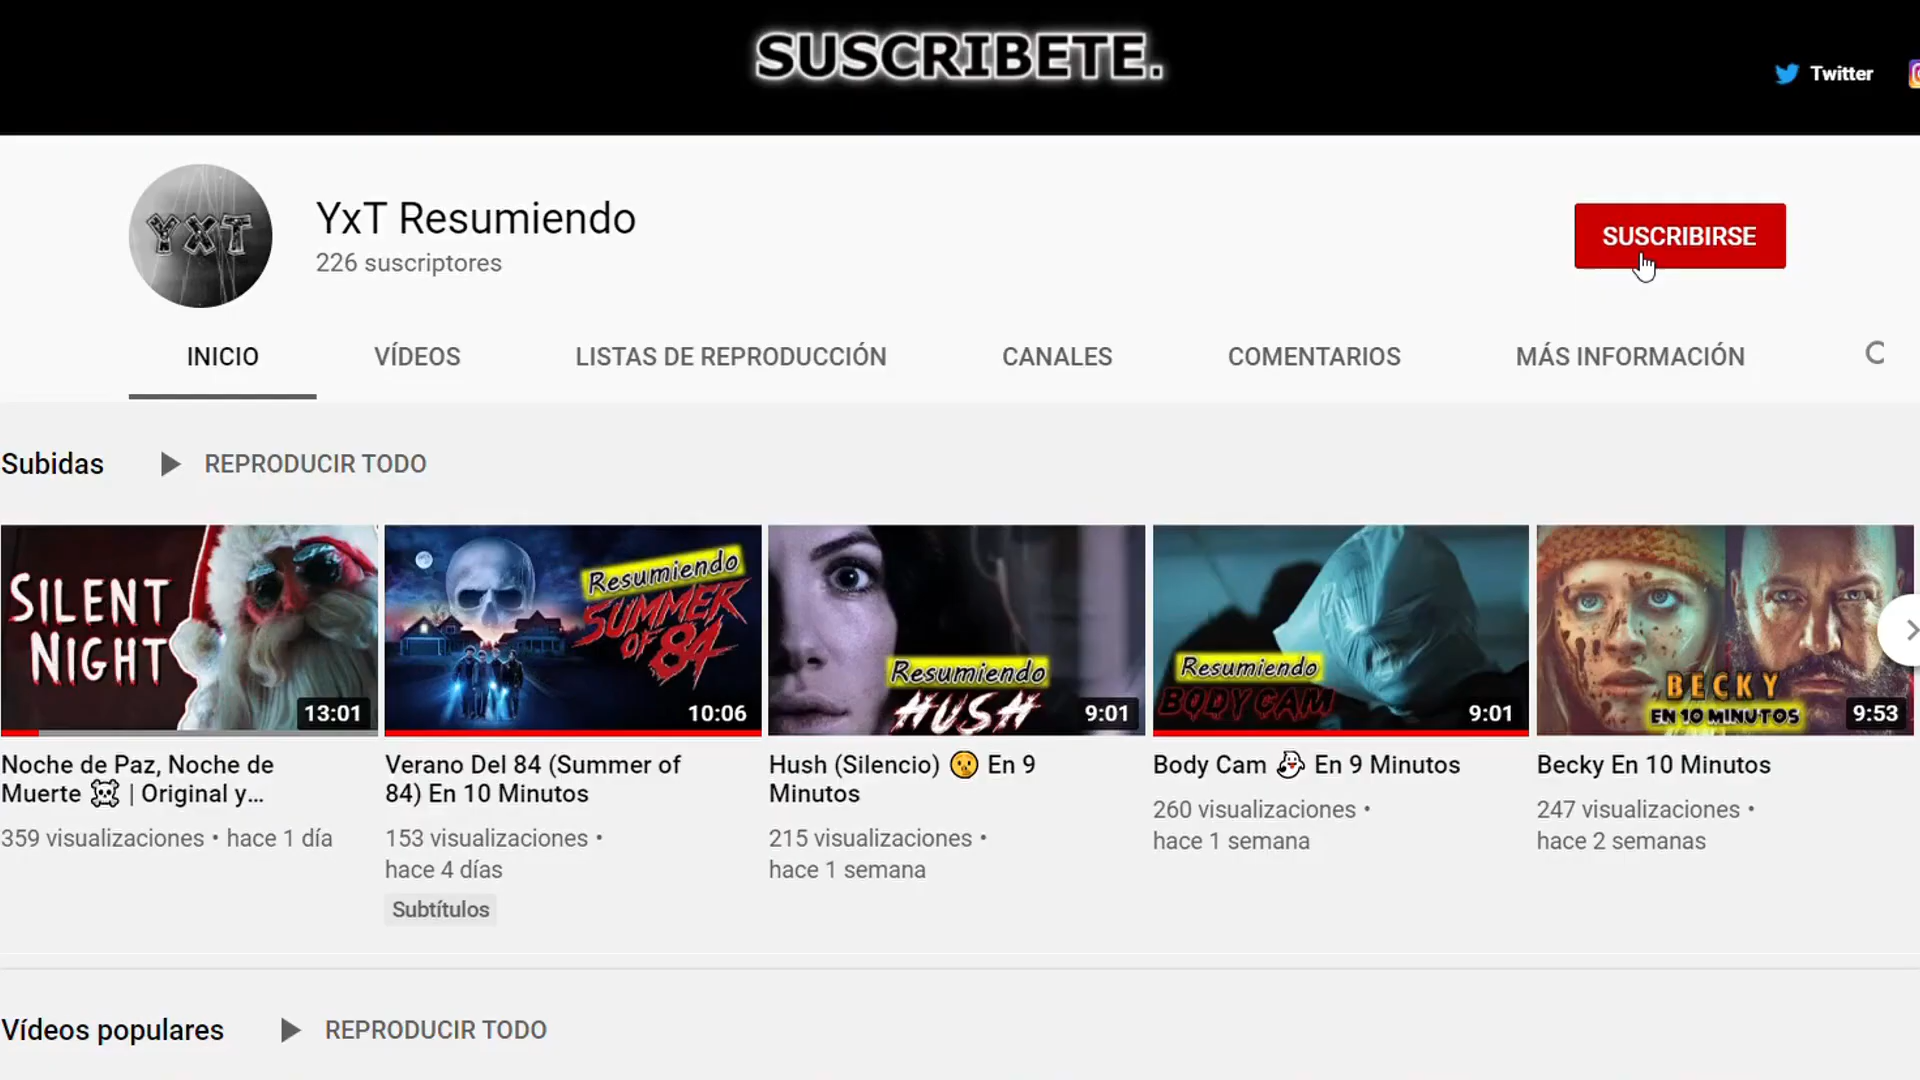 SUSCRIBETE.
Twitter
YXT
YxT Resumiendo
226 suscriptores
SUSCRIBIRSE
INICIO
VÍDEOS
LISTAS DE REPRODUCCIÓN
CANALES
COMENTARIOS
MÁS INFORMACIÓN
Subidas
REPRODUCIR TODO
SILENT
NIGHT
13:01
Resumiendo
SUMMER
OF 84
10:06
Resumiendo
HUSH
9:01
Resumiendo
BODY CAM
9:01
BECKY
EN 10 MINUTOS
9:53
Noche de Paz, Noche de
Muerte ☠ | Original y...
359 visualizaciones • hace 1 día
Verano Del 84 (Summer of
84) En 10 Minutos
153 visualizaciones •
hace 4 días
Subtítulos
Hush (Silencio) 🤫 En 9
Minutos
215 visualizaciones •
hace 1 semana
Body Cam 👻 En 9 Minutos
260 visualizaciones •
hace 1 semana
Becky En 10 Minutos
247 visualizaciones •
hace 2 semanas
Vídeos populares
REPRODUCIR TODO